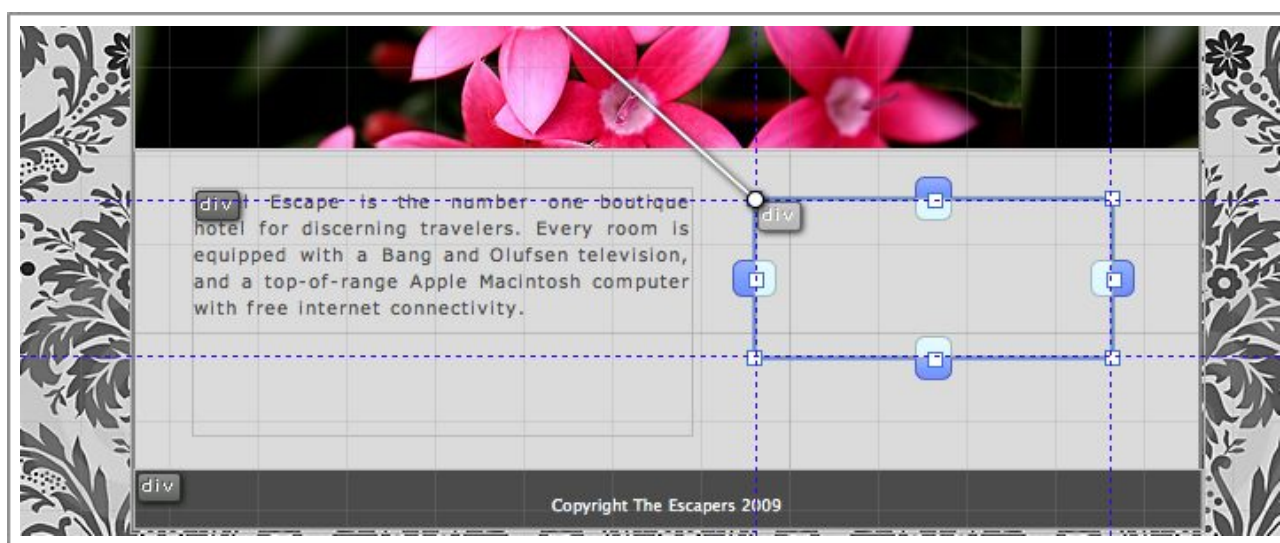 div Escape is the number one boutique
hotel for discerning travelers. Every room is
equipped with a Bang and Olufsen television,
and a top-of-range Apple Macintosh computer
with free internet connectivity.
div
div
Copyright The Escapers 2009